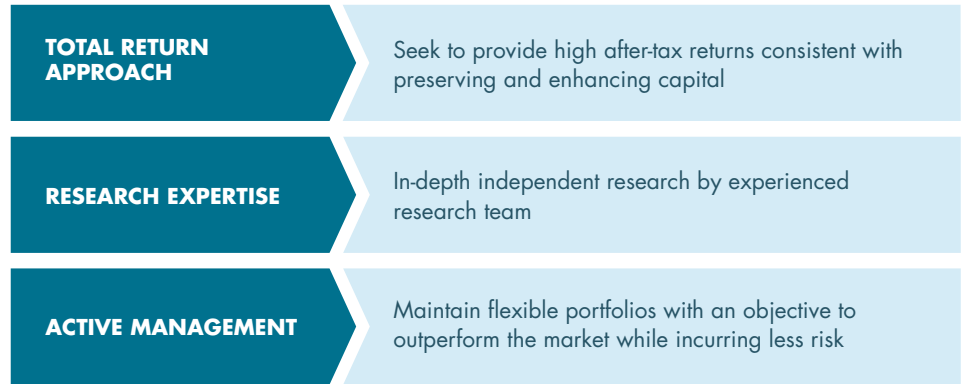 TOTAL RETURN
APPROACH
Seek to provide high after-tax returns consistent with
preserving and enhancing capital
RESEARCH EXPERTISE
In-depth independent research by experienced
research team
ACTIVE MANAGEMENT
Maintain flexible portfolios with an objective to
outperform the market while incurring less risk